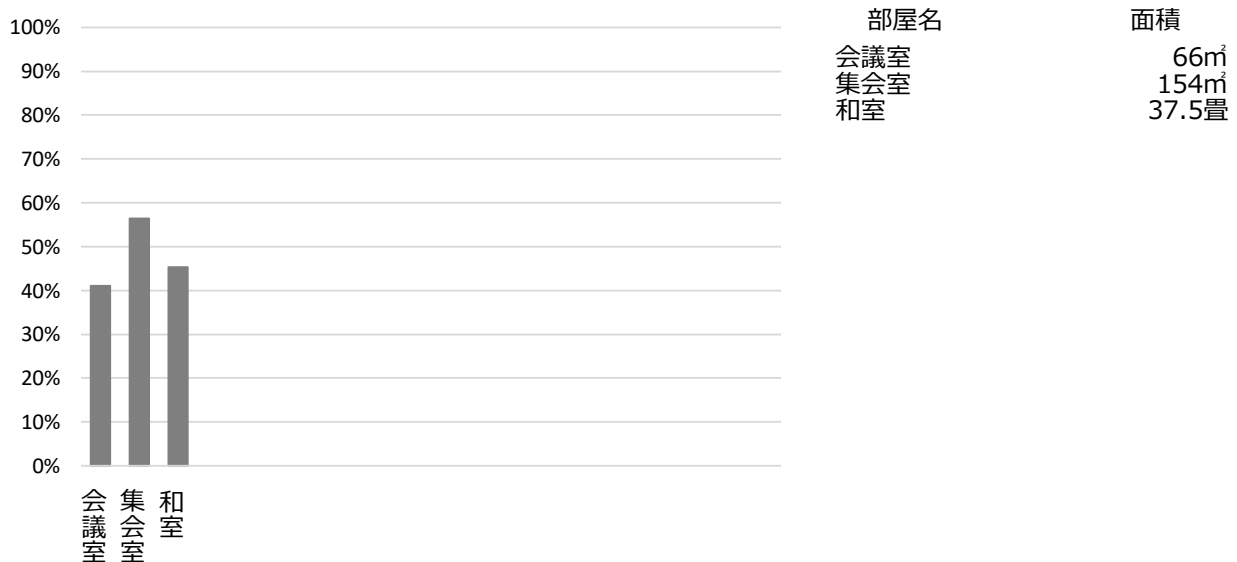 100%
90%
80%
70%
60%
50%
40%
30%
20%
10%
0%
会議室
集会室
和室
部屋名 面積
会議室 66㎡
集会室 154㎡
和室 37.5畳